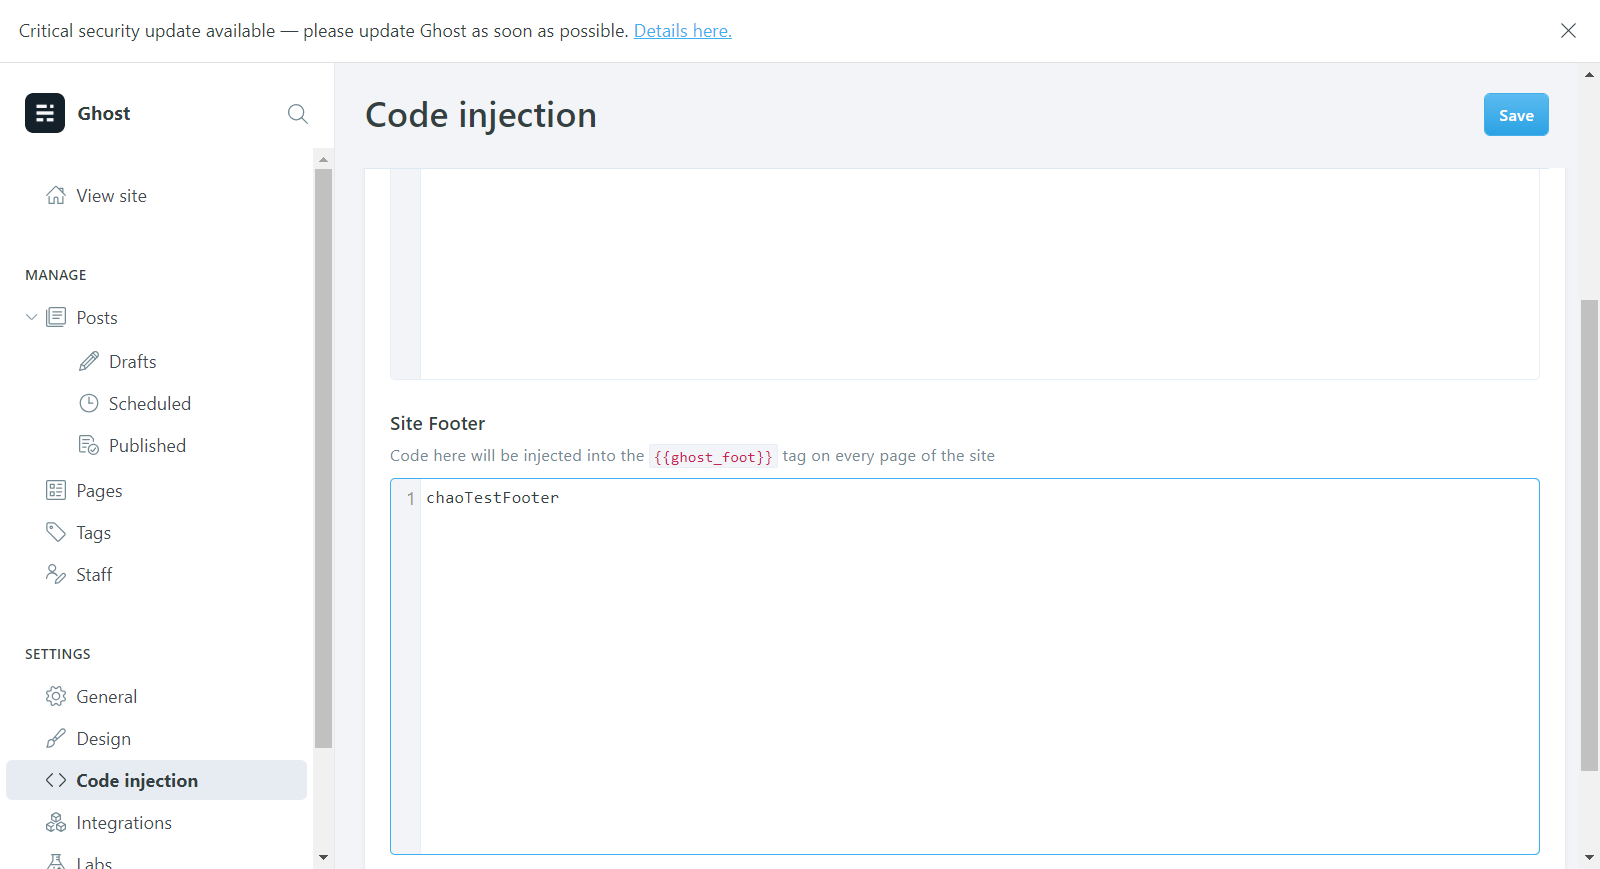 Critical security update available — please update Ghost as soon as possible. Details here.
Ghost
Code injection
Save
View site
MANAGE
Posts
Drafts
Scheduled
Published
Pages
Tags
Staff
SETTINGS
General
Design
Code injection
Integrations
Labs
Site Footer
Code here will be injected into the {{ghost_foot}} tag on every page of the site
1 chaoTestFooter